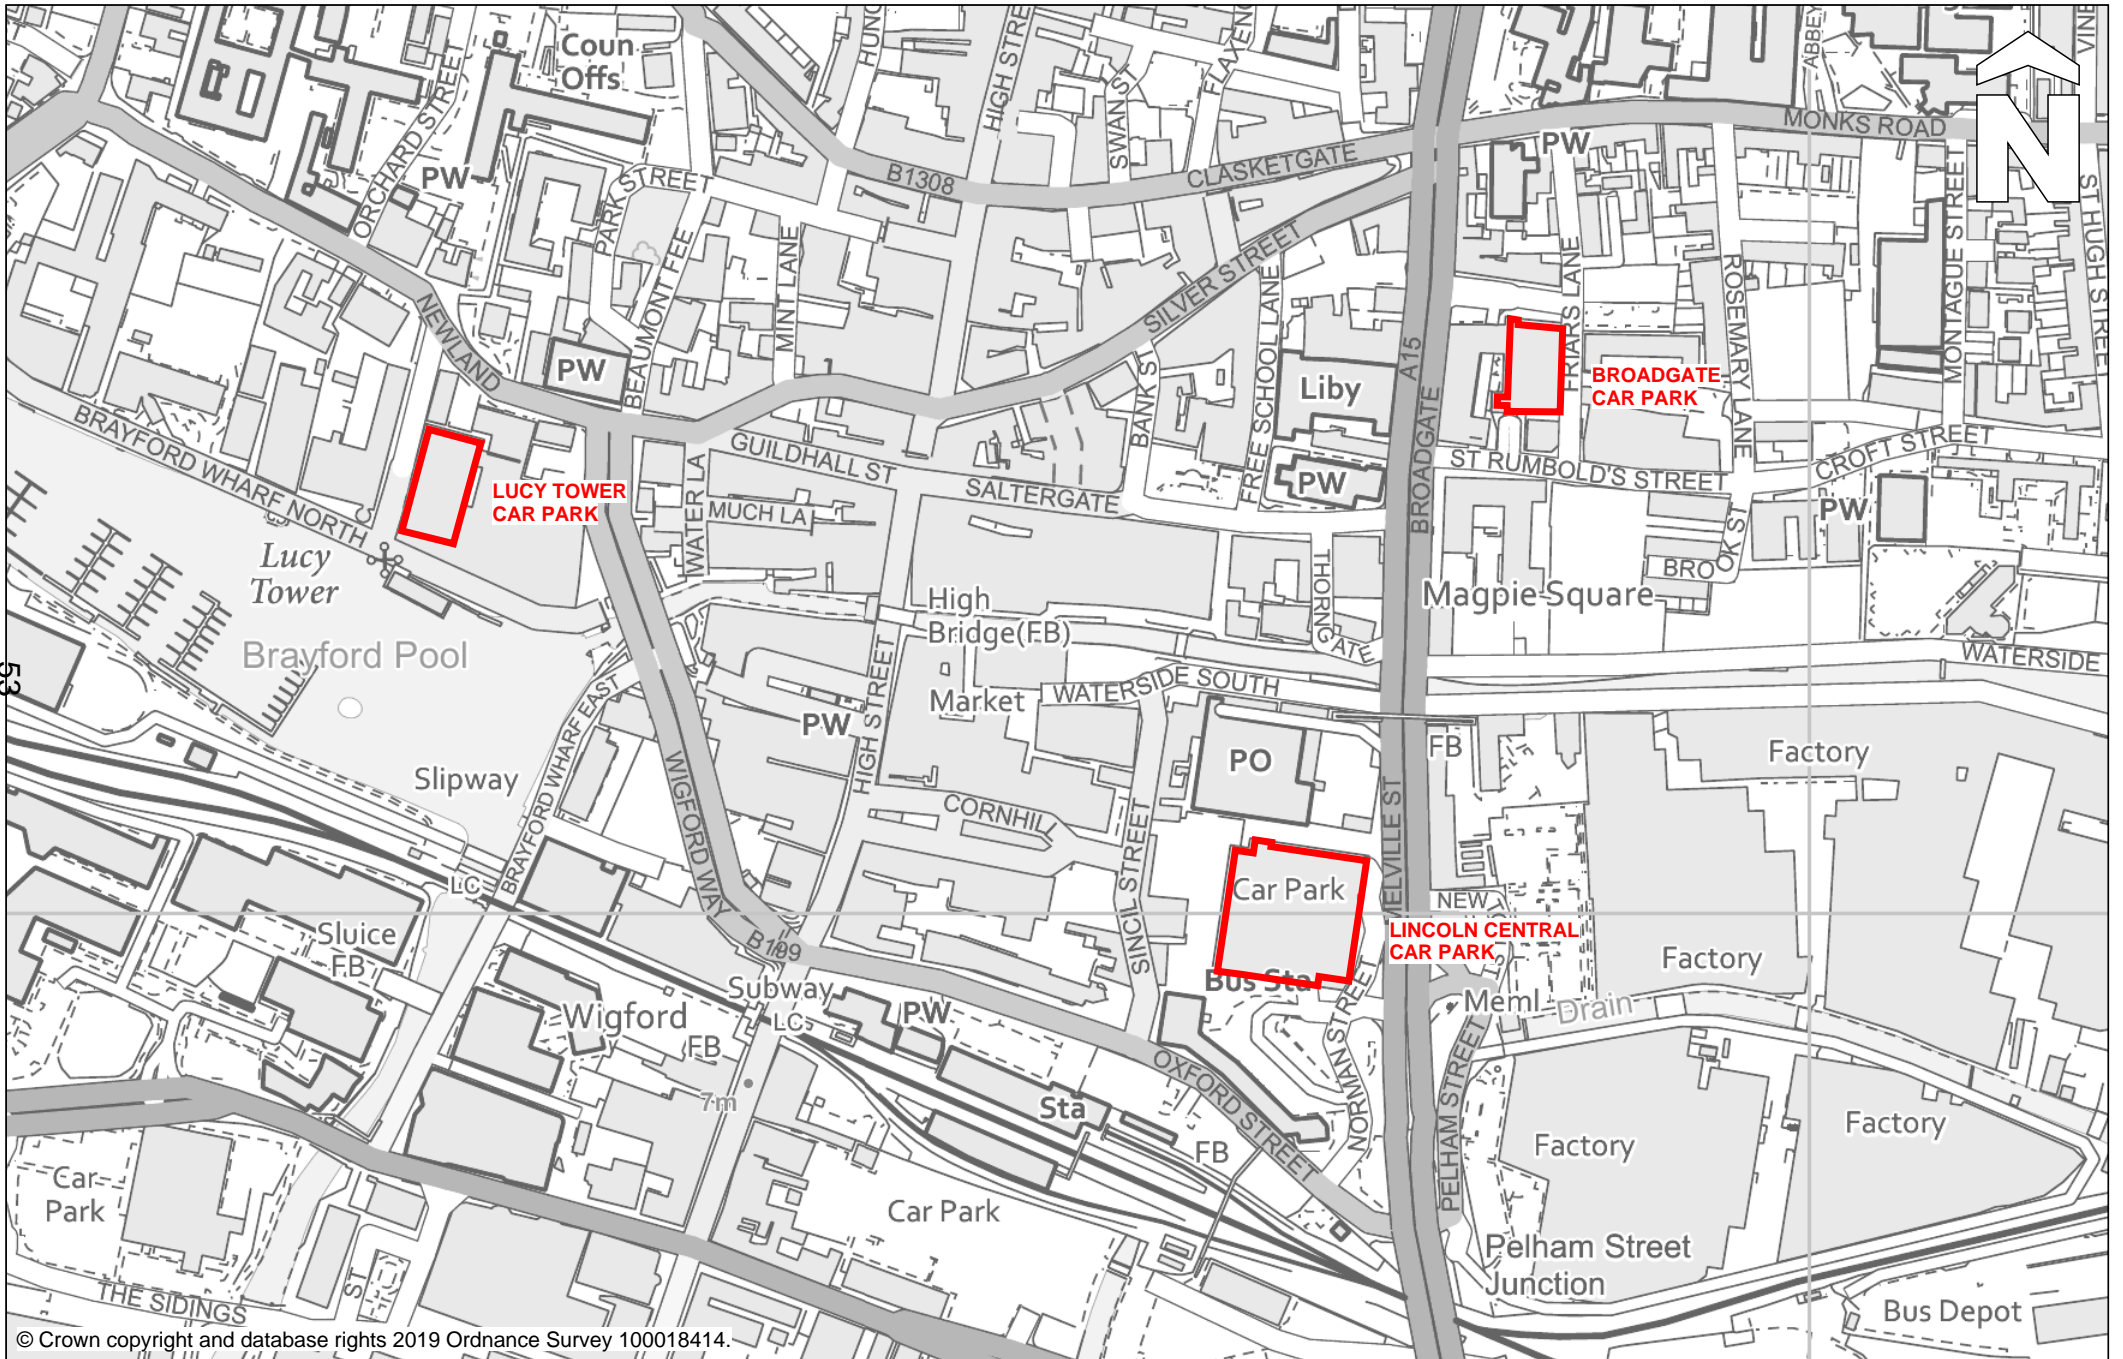 Coun
Offs
ORCHARD STREET
PW
PARK STREET
HIGH STRE
SWAN ST
B1308
CLASKETGATE
MONKS ROAD
N
PW
ABBEY
VINE
ST HUGH STREET
MONTAGUE STREET
ROSEMARY LANE
FRIARS LANE
BROADGATE
CAR PARK
A15
BROADGATE
Liby
PW
FREE SCHOOL LANE
SILVER STREET
BANK ST
MINT LANE
BEAUMONT FEE
PW
NEWLAND
BRAYFORD WHARF NORTH
LUCY TOWER
CAR PARK
Lucy
Tower
Brayford Pool
GUILDHALL ST
SALTERGATE
WATER LA
MUCH LA
ST RUMBOLD'S STREET
CROFT STREET
PW
Magpie Square
THORNGATE
High
Bridge(FB)
Market
WATERSIDE SOUTH
WATERSIDE
53
HIGH STREET
PW
BRAYFORD WHARF EAST
Slipway
WIGFORD WAY
LC
CORNHILL
SINCIL STREET
PO
FB
MELVILLE ST
Factory
Car Park
NEW
LINCOLN CENTRAL
CAR PARK
Bus Sta
NORMAN STREET
Meml
Drain
Factory
PELHAM STREET
Sluice
FB
B199
Subway
LC
PW
Wigford
FB
7m
Sta
OXFORD STREET
FB
Factory
Factory
Car
Park
Car Park
Pelham Street
Junction
Bus Depot
THE SIDINGS
ST
© Crown copyright and database rights 2019 Ordnance Survey 100018414.